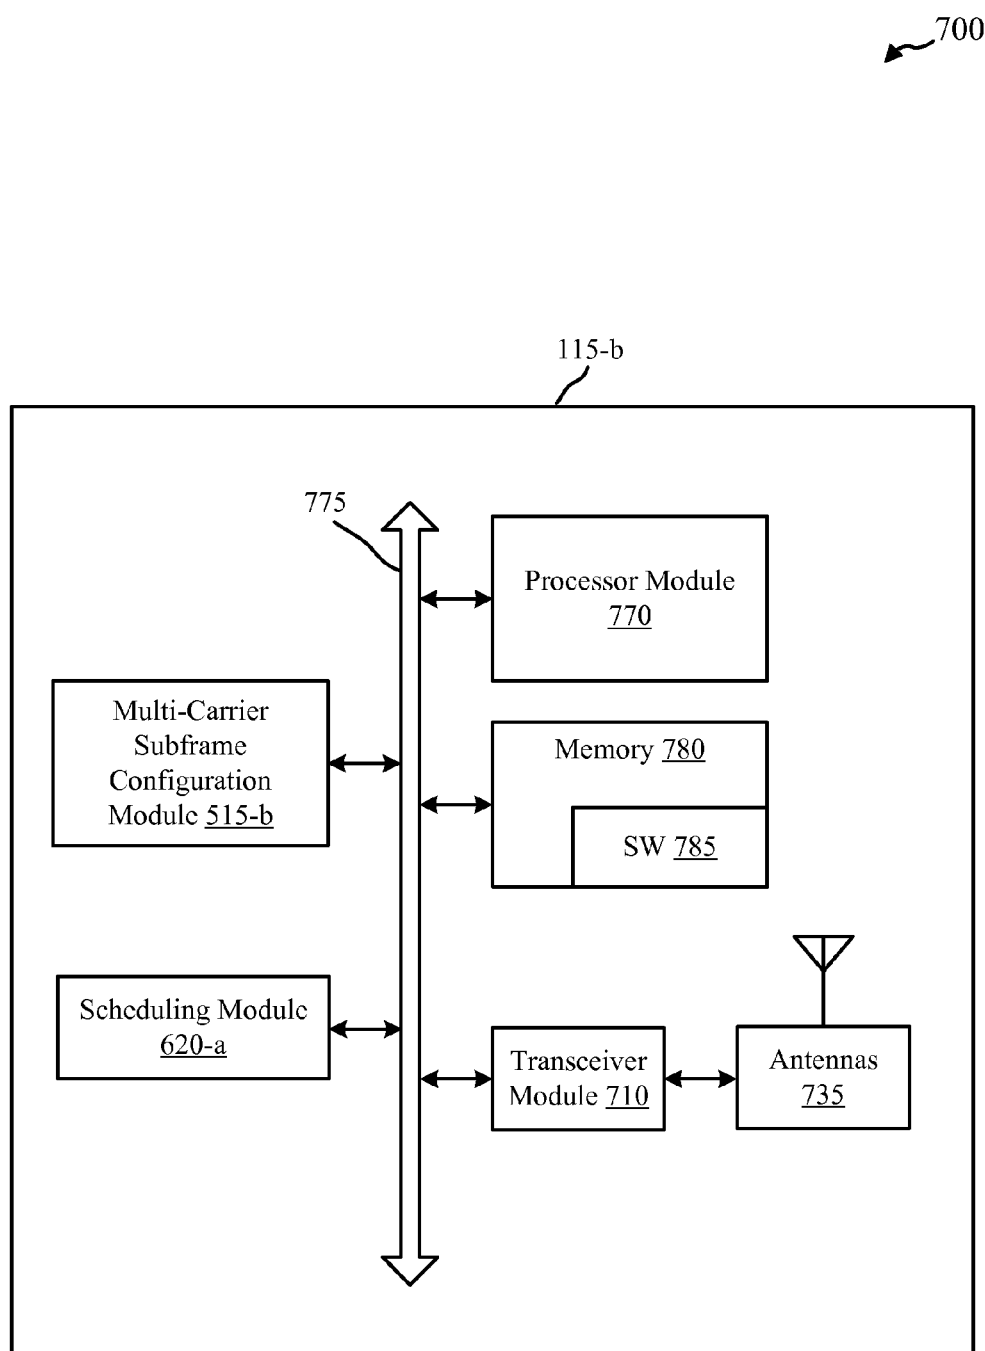 700
115-b
775
Processor Module
770
Multi-Carrier
Subframe
Configuration
Module 515-b
Memory 780
SW 785
Scheduling Module
620-a
Transceiver
Module 710
Antennas
735